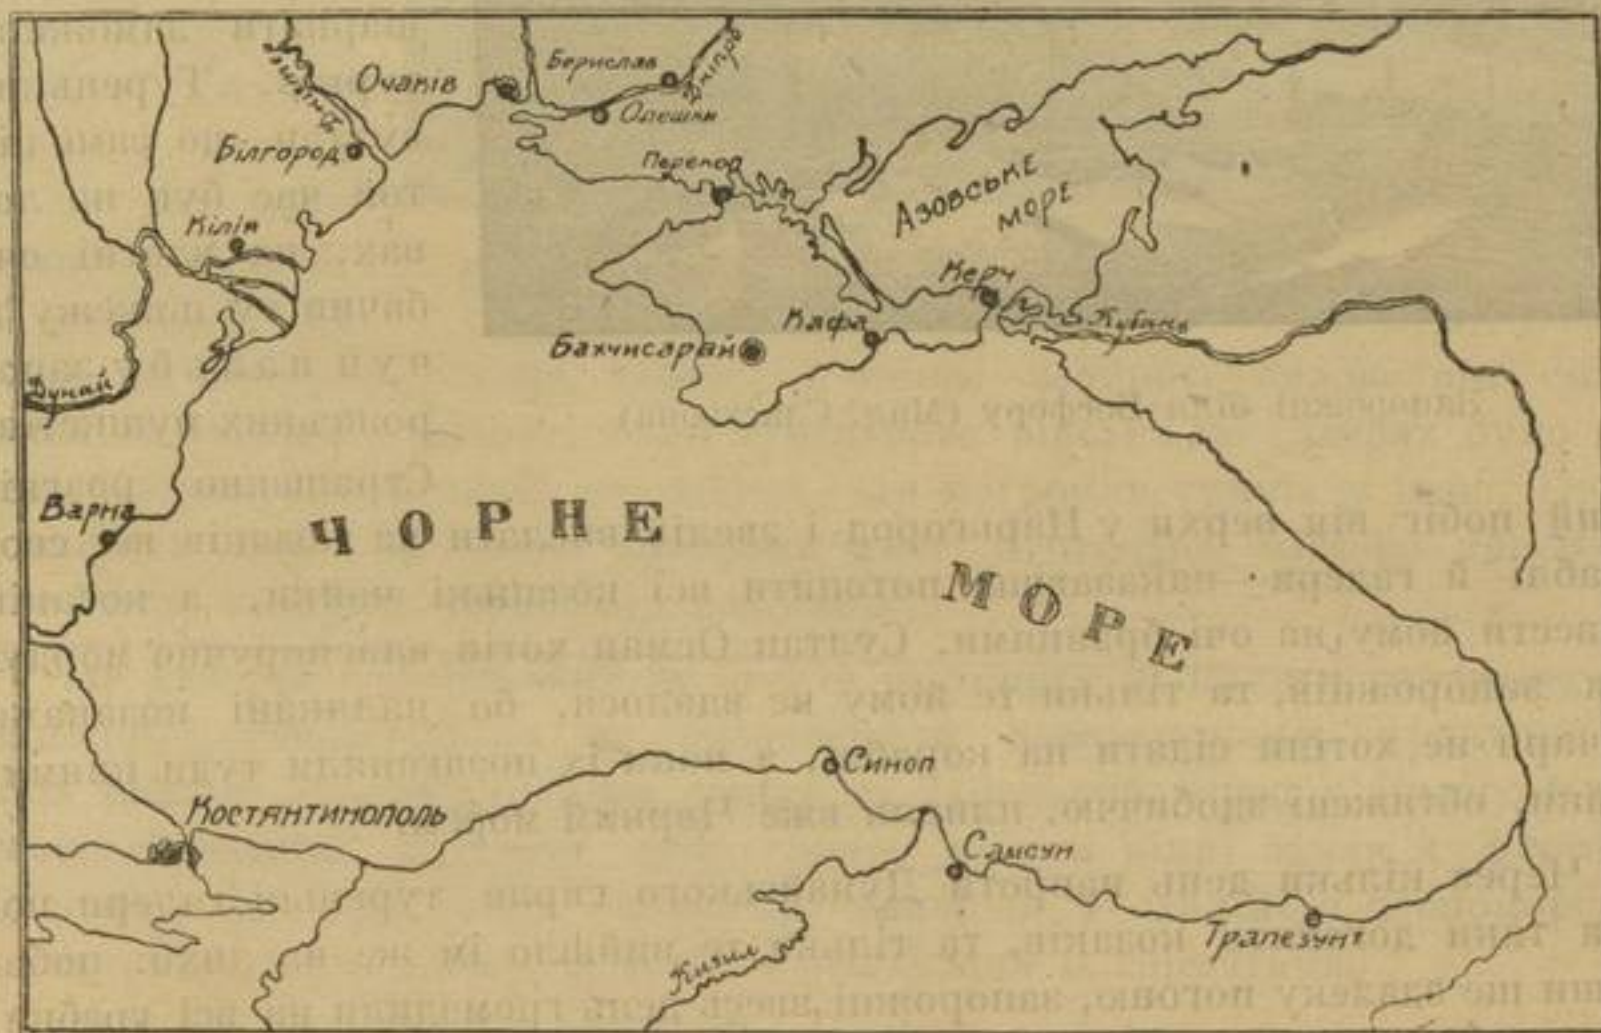 Очаків
Берислав
Дніпро
Олешки
Білгород
Перекоп
Азовське
море
Кілія
Керч
Кафа
Кубань
Бахчисарай
Дунай
Варна
ЧОРНЕ
МОРЕ
Синоп
Костянтинополь
Самсун
Трапезунт
Кизил